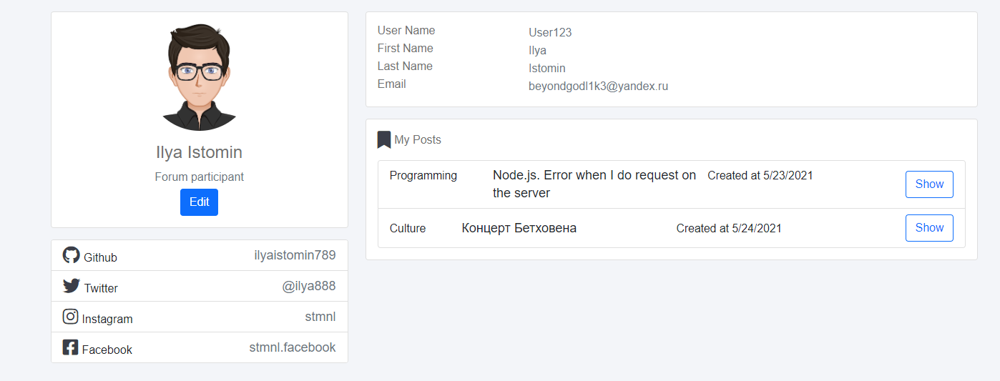 Ilya Istomin
Forum participant
Edit
Github ilyaistomin789
Twitter @ilya888
Instagram stmnl
Facebook stmnl.facebook
User Name User123
First Name Ilya
Last Name Istomin
Email beyondgodl1k3@yandex.ru
My Posts
Programming Node.js. Error when I do request on Created at 5/23/2021 Show
the server
Culture Концерт Бетховена Created at 5/24/2021 Show